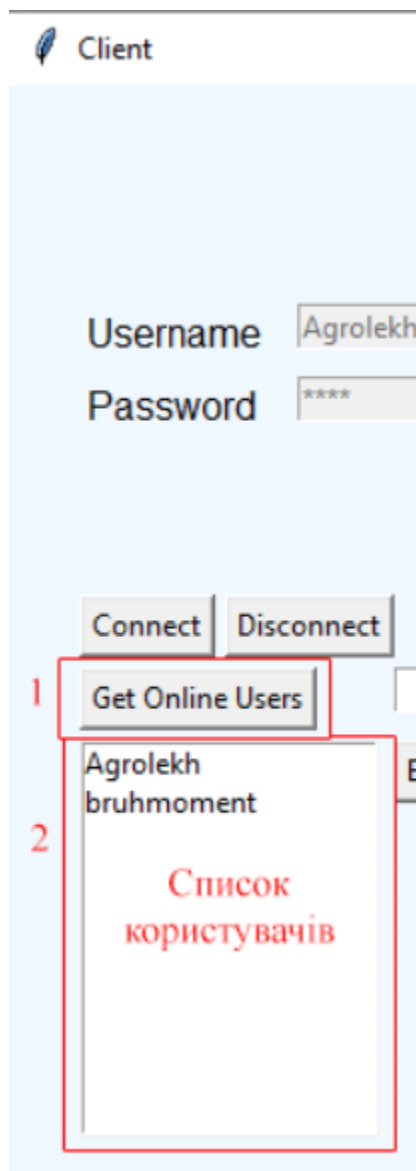 Client
Username Agrolekh
Password ****
Connect Disconnect
1 Get Online Users
Agrolekh
bruhmoment
2
Список
користувачів